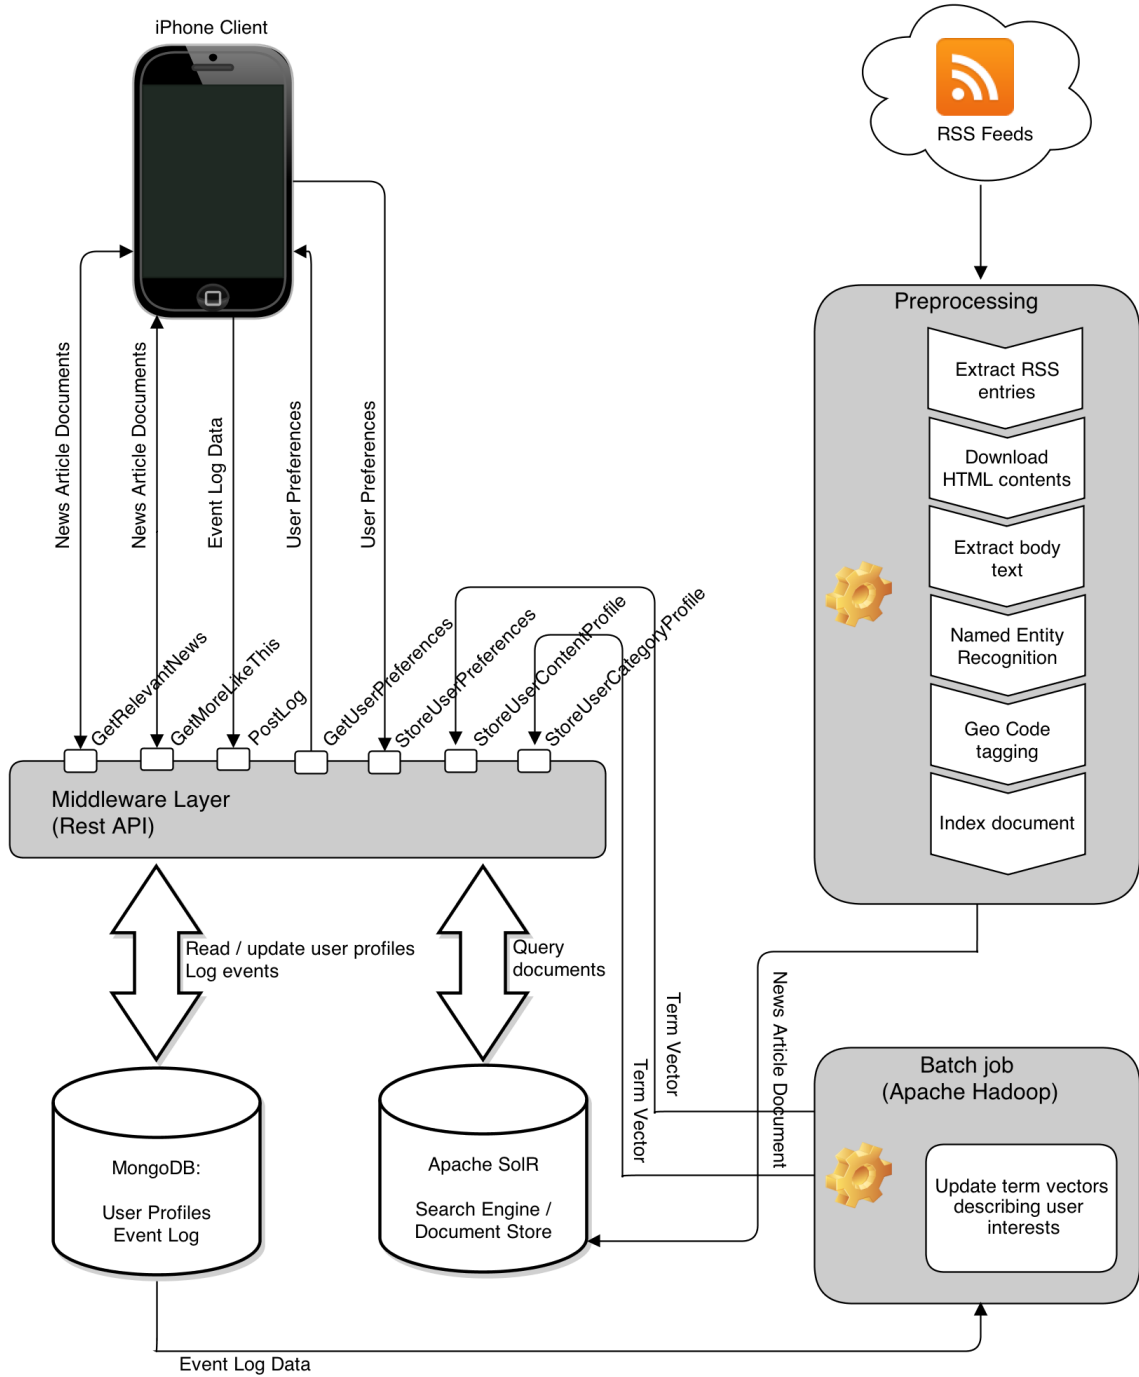 iPhone Client
RSS Feeds
Preprocessing
Extract RSS
entries
Download
HTML contents
Extract body
text
Named Entity
Recognition
Geo Code
tagging
Index document
News Article Documents
News Article Documents
Event Log Data
User Preferences
User Preferences
GetRelevantNews
GetMoreLikeThis
PostLog
GetUserPreferences
StoreUserPreferences
StoreUserContentProfile
StoreUserCategoryProfile
Middleware Layer
(Rest API)
Read / update user profiles
Log events
Query
documents
Term Vector
Term Vector
News Article Document
Batch job
(Apache Hadoop)
Update term vectors
describing user
interests
MongoDB:
User Profiles
Event Log
Apache SolR
Search Engine /
Document Store
Event Log Data